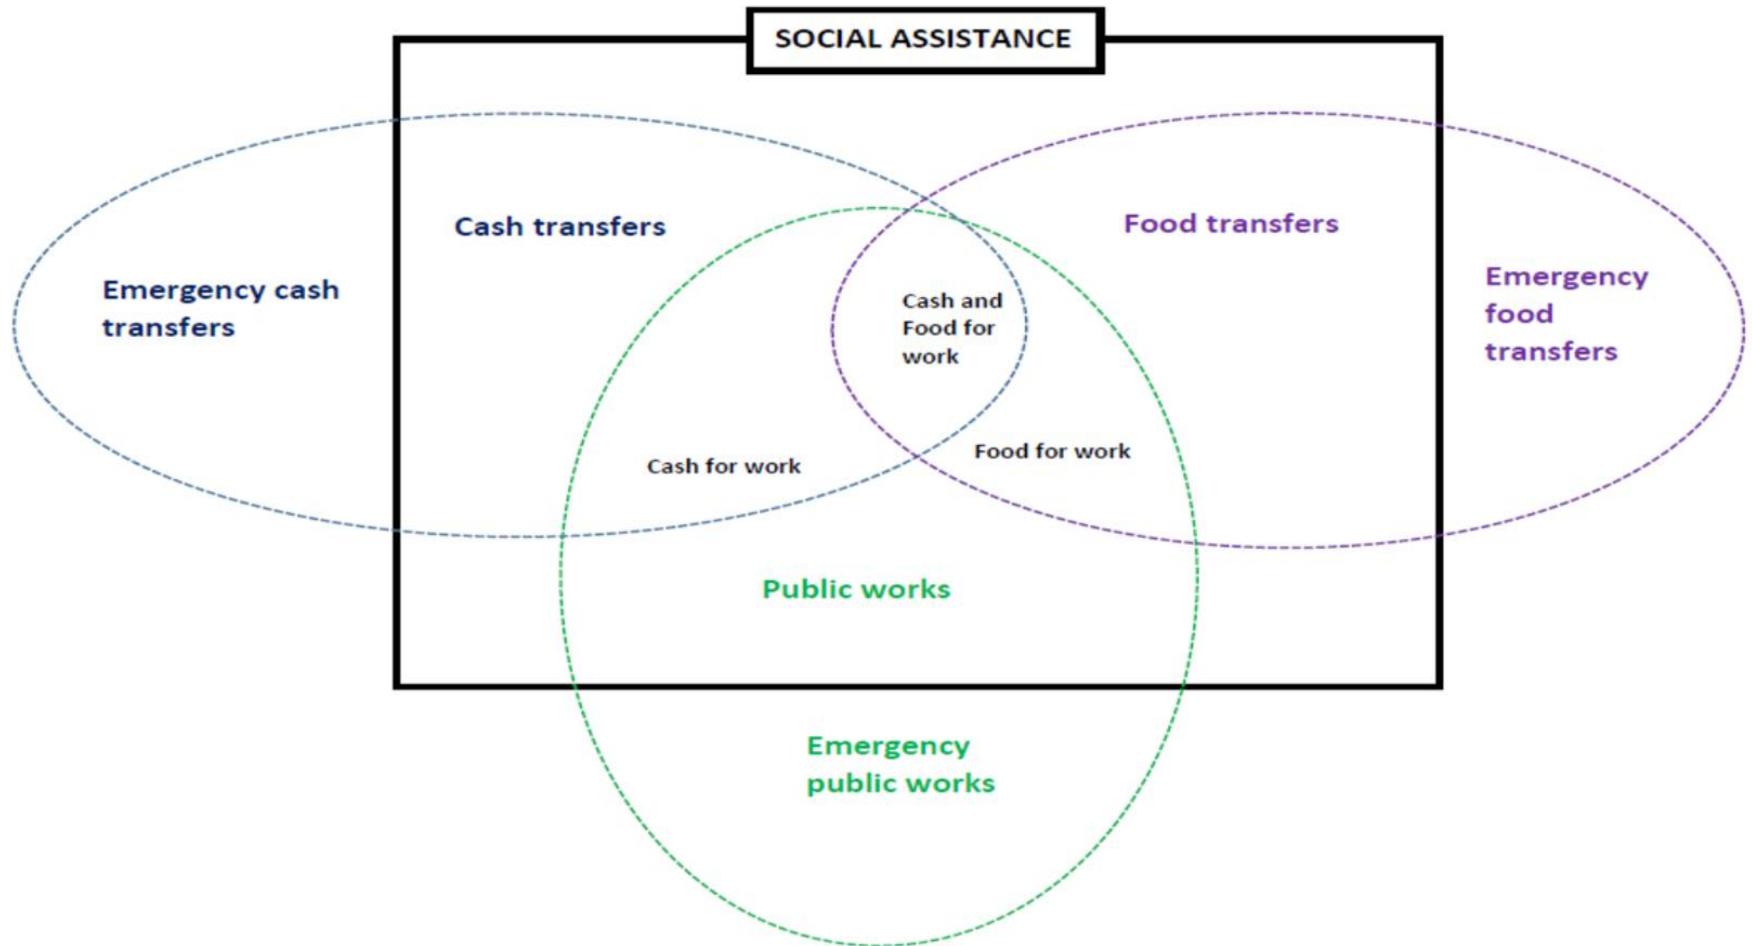 SOCIAL ASSISTANCE
Cash transfers
Food transfers
Emergency cash
transfers
Emergency
food
transfers
Cash and
Food for
work
Cash for work
Food for work
Public works
Emergency
public works